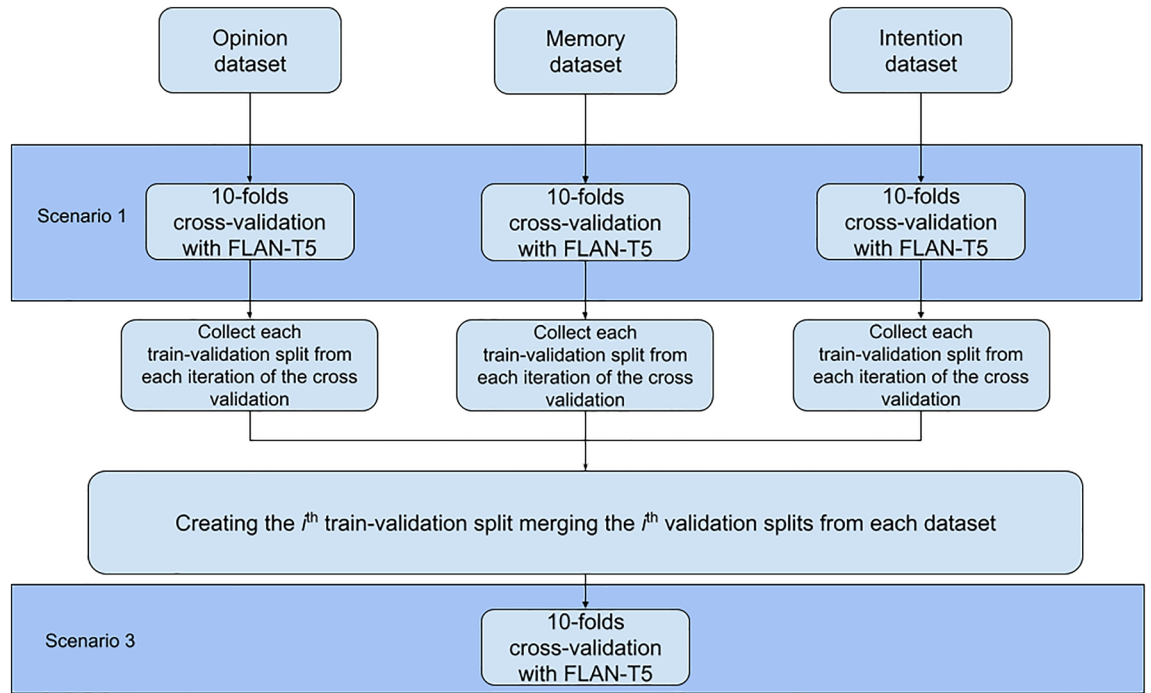 Opinion
dataset
Memory
dataset
Intention
dataset
Scenario 1
10-folds
cross-validation
with FLAN-T5
10-folds
cross-validation
with FLAN-T5
10-folds
cross-validation
with FLAN-T5
Collect each
train-validation split from
each iteration of the cross
validation
Collect each
train-validation split from
each iteration of the cross
validation
Collect each
train-validation split from
each iteration of the cross
validation
Creating the iᵗʰ train-validation split merging the iᵗʰ validation splits from each dataset
Scenario 3
10-folds
cross-validation
with FLAN-T5